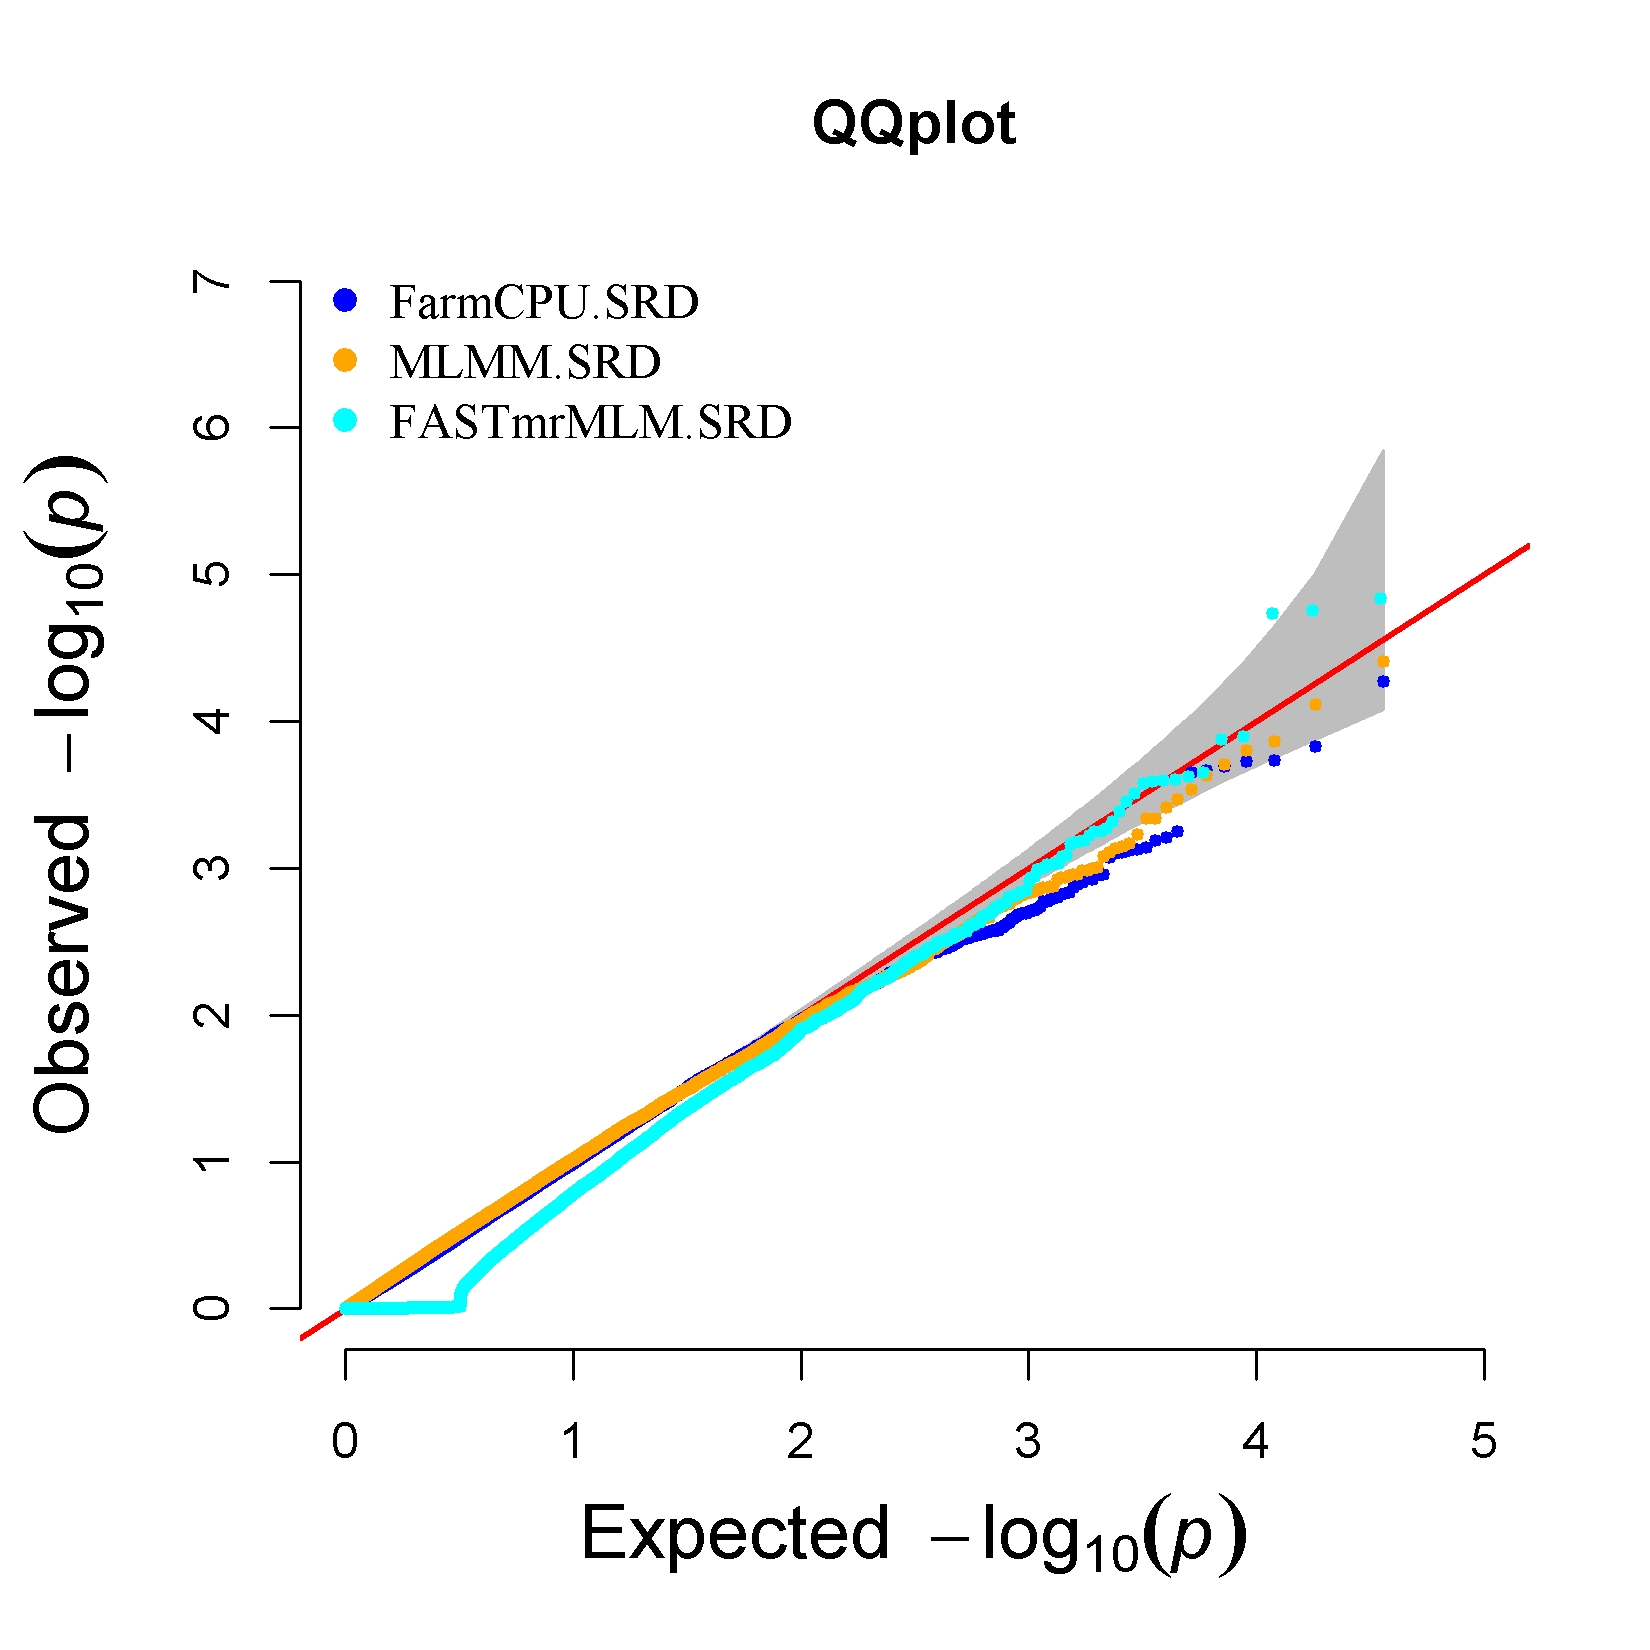 QQplot
FarmCPU.SRD
MLMM.SRD
FASTmrMLM.SRD
7
6
5
4
3
2
1
0
Observed −log10(p)
0 1 2 3 4 5
Expected −log10(p)